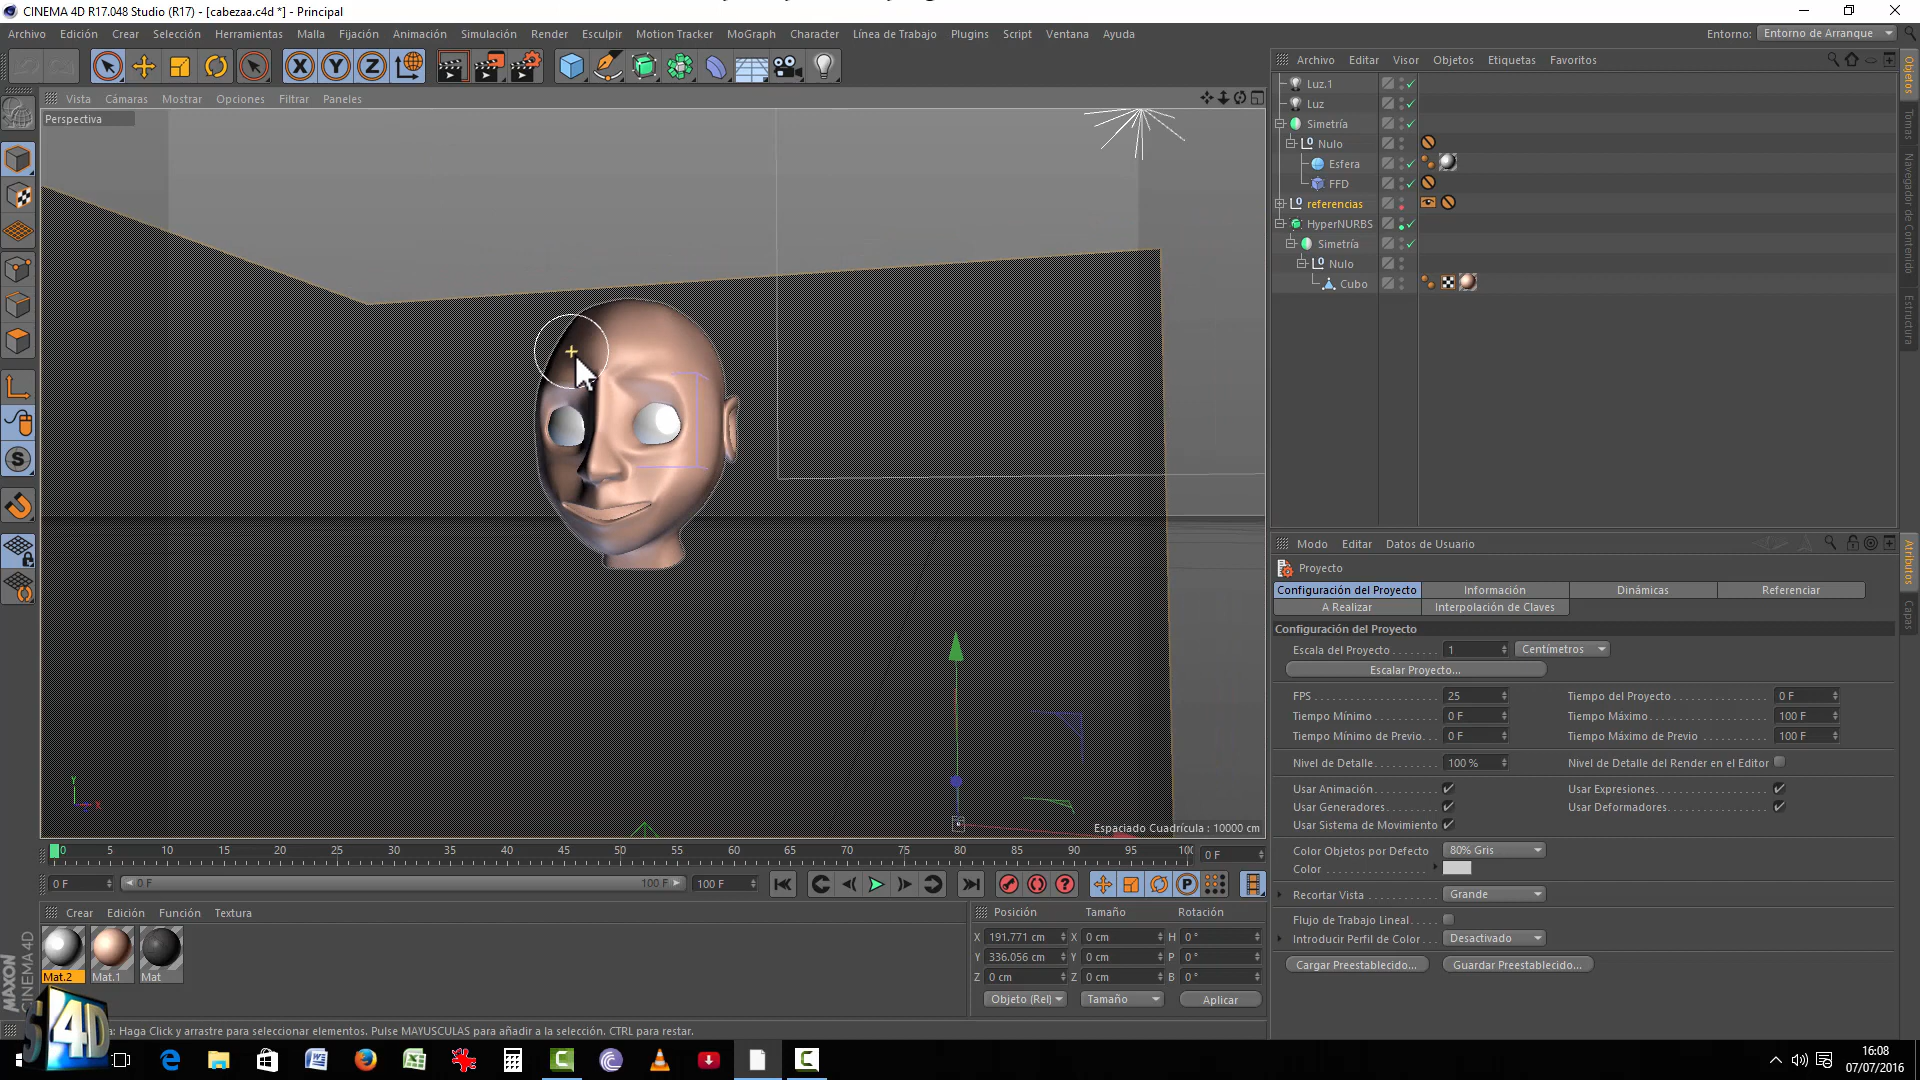 CINEMA 4D R17.048 Studio (R17) - [cabezaa.c4d *] - Principal
Archivo Edición Crear Selección Herramientas Malla Fijación Animación Simulación Render Esculpir Motion Tracker MoGraph Character Línea de Trabajo Plugins Script Ventana Ayuda
Entorno: Entorno de Arranque
Vista Cámaras Mostrar Opciones Filtrar Paneles
Perspectiva
Archivo Editar Visor Objetos Etiquetas Favoritos
Luz.1
Luz
Simetría
Nulo
Esfera
FFD
referencias
HyperNURBS
Simetría
Nulo
Cubo
Objetos
Tomas
Navegador de Contenido
Estructura
Espaciado Cuadrícula : 10000 cm
Y
X
Modo Editar Datos de Usuario
Proyecto
Configuración del Proyecto Información Dinámicas Referenciar
A Realizar Interpolación de Claves
Configuración del Proyecto
Escala del Proyecto 1 Centímetros
Escalar Proyecto...
FPS 25 Tiempo del Proyecto 0 F
Tiempo Mínimo 0 F Tiempo Máximo 100 F
Tiempo Mínimo de Previo 0 F Tiempo Máximo de Previo 100 F
Nivel de Detalle 100 % Nivel de Detalle del Render en el Editor
Usar Animación Usar Expresiones
Usar Generadores Usar Deformadores
Usar Sistema de Movimiento
Color Objetos por Defecto 80% Gris
Color
Recortar Vista Grande
Flujo de Trabajo Lineal
Introducir Perfil de Color Desactivado
Cargar Preestablecido... Guardar Preestablecido...
Atributos
Capas
0 5 10 15 20 25 30 35 40 45 50 55 60 65 70 75 80 85 90 95 100 0 F
0 F 0 F 100 F 100 F
Crear Edición Función Textura
Mat.2 Mat.1 Mat
Posición Tamaño Rotación
X 191.771 cm X 0 cm H 0 °
Y 336.056 cm Y 0 cm P 0 °
Z 0 cm Z 0 cm B 0 °
Objeto (Rel) Tamaño Aplicar
MAXON
CINEMA 4D
4D
a: Haga Click y arrastre para seleccionar elementos. Pulse MAYUSCULAS para añadir a la selección. CTRL para restar.
16:08
07/07/2016